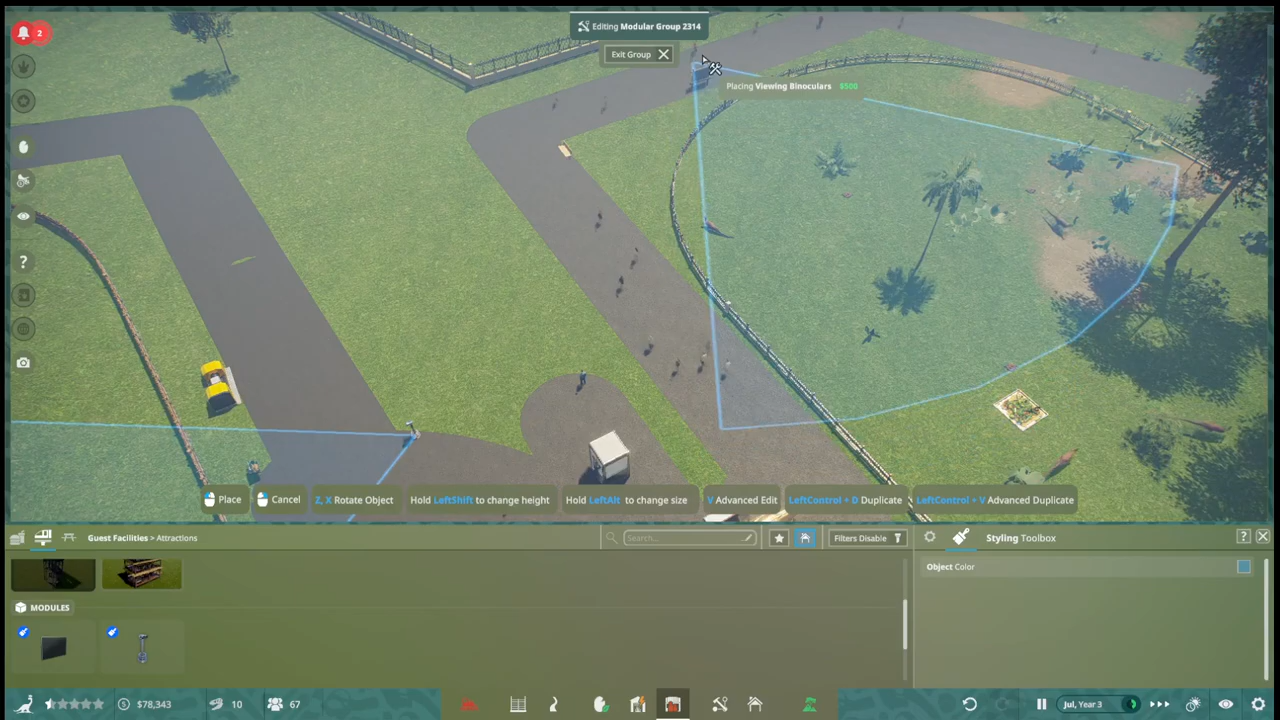 2
Editing Modular Group 2314
Exit Group
Placing Viewing Binoculars $500
?
Place
Cancel
Z, X Rotate Object
Hold LeftShift to change height
Hold LeftAlt to change size
V Advanced Edit
LeftControl + D Duplicate
LeftControl + V Advanced Duplicate
Guest Facilities > Attractions
Search...
Filters Disable
Styling Toolbox
?
Object Color
MODULES
$78,343
10
67
Jul, Year 3